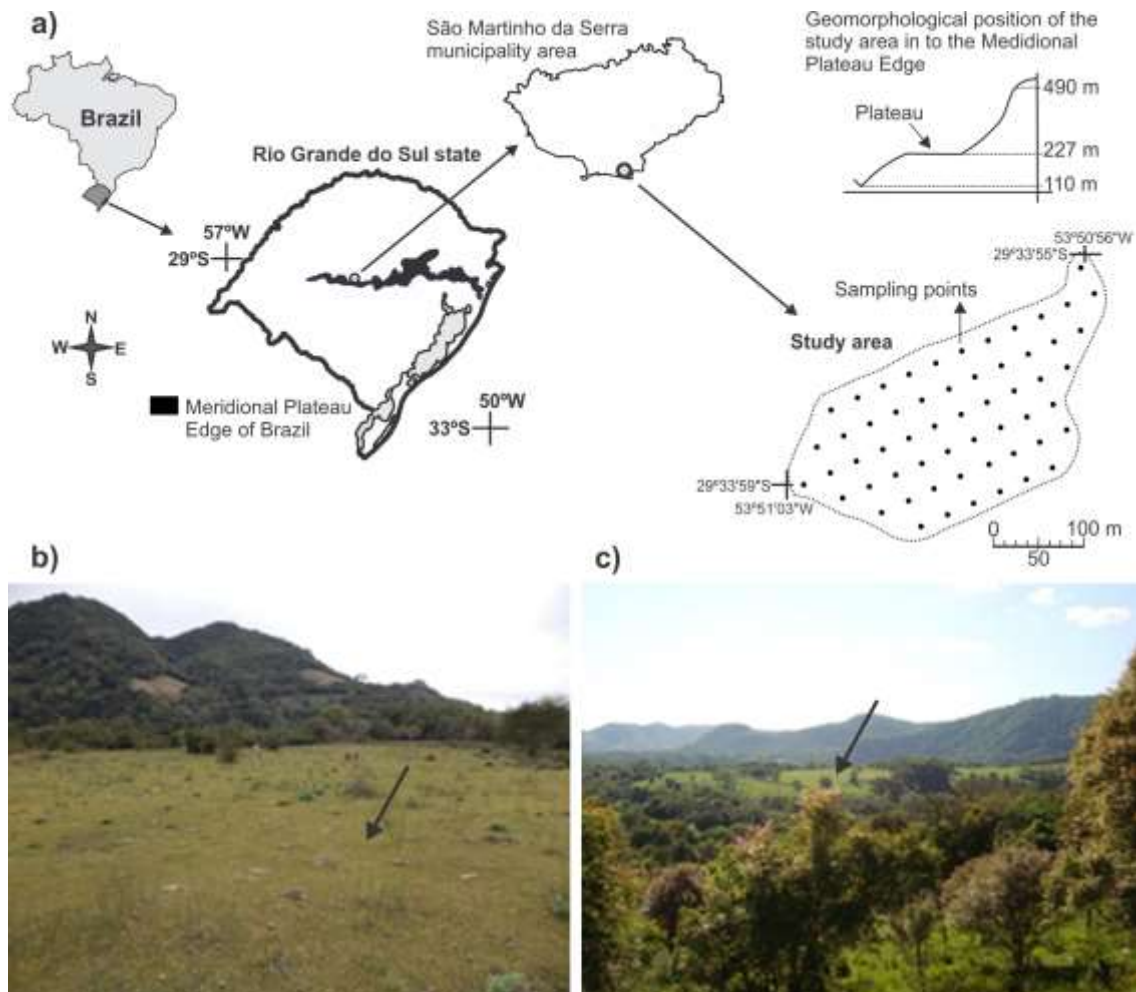 a)
São Martinho da Serra
municipality area
Geomorphological position of the
study area in to the Medidional
Plateau Edge
490 m
Plateau
227 m
110 m
Brazil
Rio Grande do Sul state
57ºW
29ºS
53º50'56"W
29º33'55"S
Sampling points
Study area
N
W
E
S
Meridional Plateau
Edge of Brazil
50ºW
33ºS
29º33'59"S
53º51'03"W
0
100 m
50
b)
c)